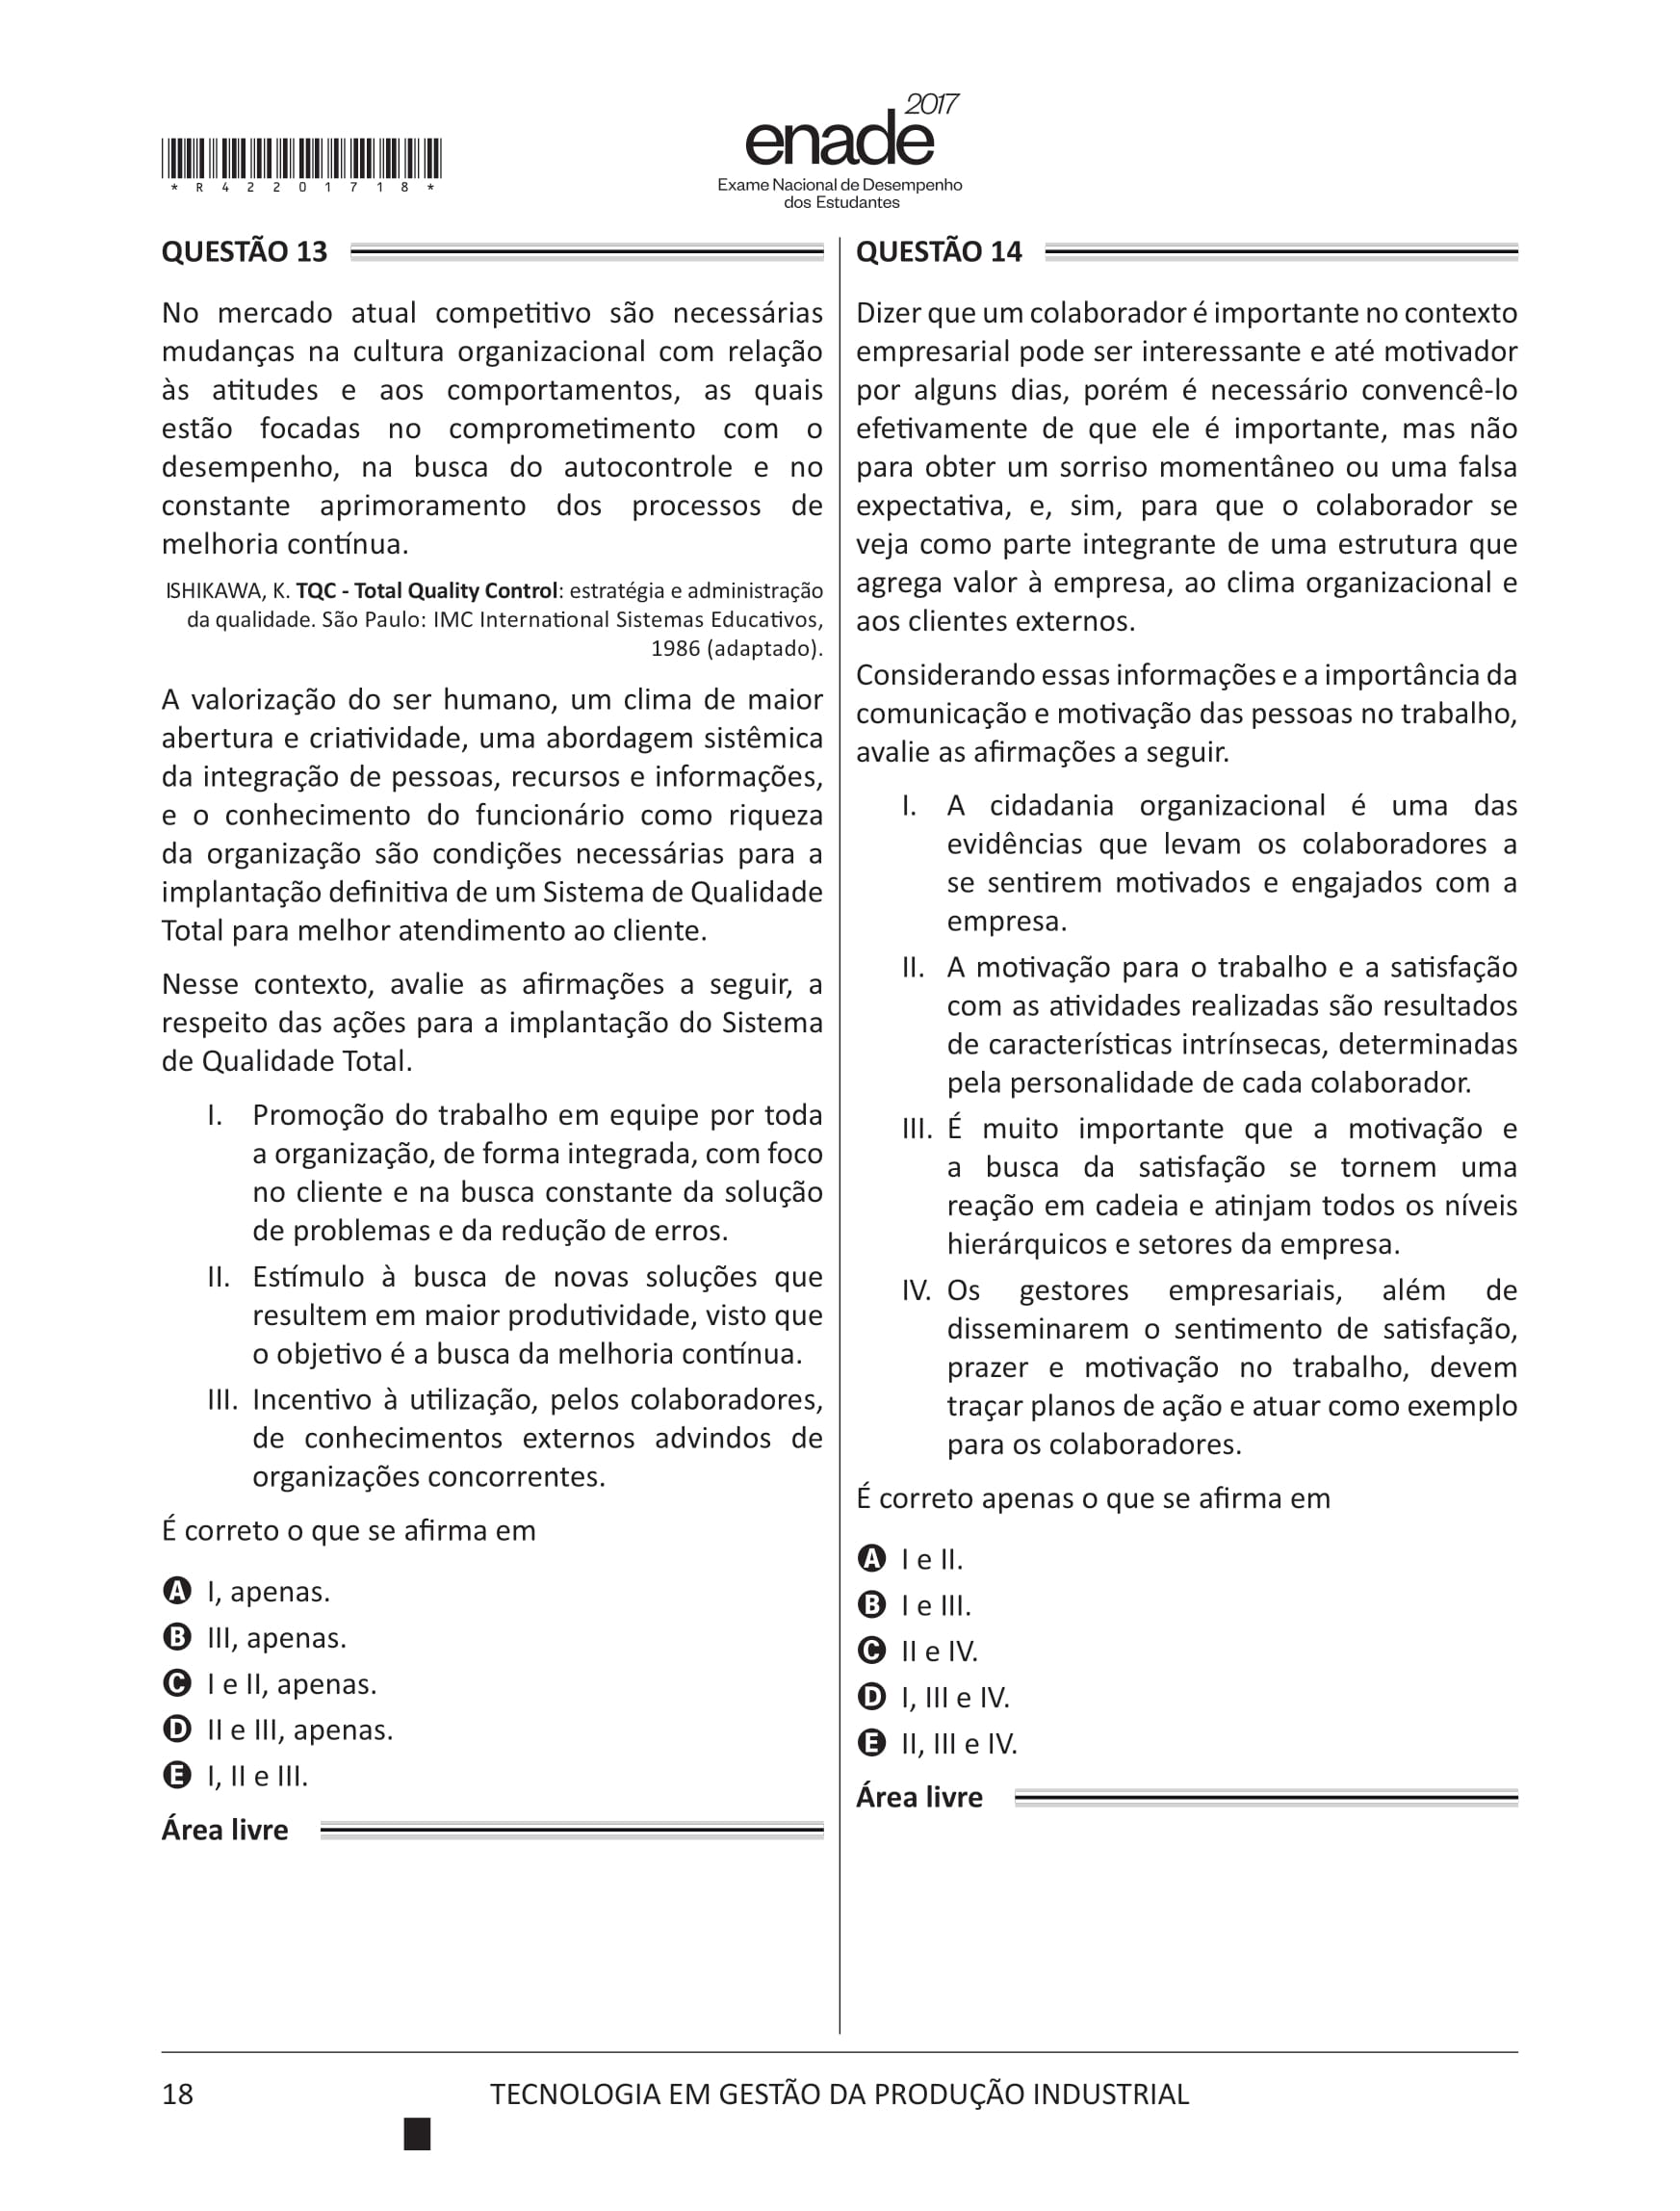 *R42201718*
enade 2017
Exame Nacional de Desempenho
dos Estudantes
QUESTÃO 13
No mercado atual competitivo são necessárias
mudanças na cultura organizacional com relação
às atitudes e aos comportamentos, as quais
estão focadas no comprometimento com o
desempenho, na busca do autocontrole e no
constante aprimoramento dos processos de
melhoria contínua.
ISHIKAWA, K. TQC - Total Quality Control: estratégia e administração
da qualidade. São Paulo: IMC International Sistemas Educativos,
1986 (adaptado).
A valorização do ser humano, um clima de maior
abertura e criatividade, uma abordagem sistêmica
da integração de pessoas, recursos e informações,
e o conhecimento do funcionário como riqueza
da organização são condições necessárias para a
implantação definitiva de um Sistema de Qualidade
Total para melhor atendimento ao cliente.
Nesse contexto, avalie as afirmações a seguir, a
respeito das ações para a implantação do Sistema
de Qualidade Total.
I. Promoção do trabalho em equipe por toda
a organização, de forma integrada, com foco
no cliente e na busca constante da solução
de problemas e da redução de erros.
II. Estímulo à busca de novas soluções que
resultem em maior produtividade, visto que
o objetivo é a busca da melhoria contínua.
III. Incentivo à utilização, pelos colaboradores,
de conhecimentos externos advindos de
organizações concorrentes.
É correto o que se afirma em
A I, apenas.
B III, apenas.
C I e II, apenas.
D II e III, apenas.
E I, II e III.
Área livre
QUESTÃO 14
Dizer que um colaborador é importante no contexto
empresarial pode ser interessante e até motivador
por alguns dias, porém é necessário convencê-lo
efetivamente de que ele é importante, mas não
para obter um sorriso momentâneo ou uma falsa
expectativa, e, sim, para que o colaborador se
veja como parte integrante de uma estrutura que
agrega valor à empresa, ao clima organizacional e
aos clientes externos.
Considerando essas informações e a importância da
comunicação e motivação das pessoas no trabalho,
avalie as afirmações a seguir.
I. A cidadania organizacional é uma das
evidências que levam os colaboradores a
se sentirem motivados e engajados com a
empresa.
II. A motivação para o trabalho e a satisfação
com as atividades realizadas são resultados
de características intrínsecas, determinadas
pela personalidade de cada colaborador.
III. É muito importante que a motivação e
a busca da satisfação se tornem uma
reação em cadeia e atinjam todos os níveis
hierárquicos e setores da empresa.
IV. Os gestores empresariais, além de
disseminarem o sentimento de satisfação,
prazer e motivação no trabalho, devem
traçar planos de ação e atuar como exemplo
para os colaboradores.
É correto apenas o que se afirma em
A I e II.
B I e III.
C II e IV.
D I, III e IV.
E II, III e IV.
Área livre
18
TECNOLOGIA EM GESTÃO DA PRODUÇÃO INDUSTRIAL